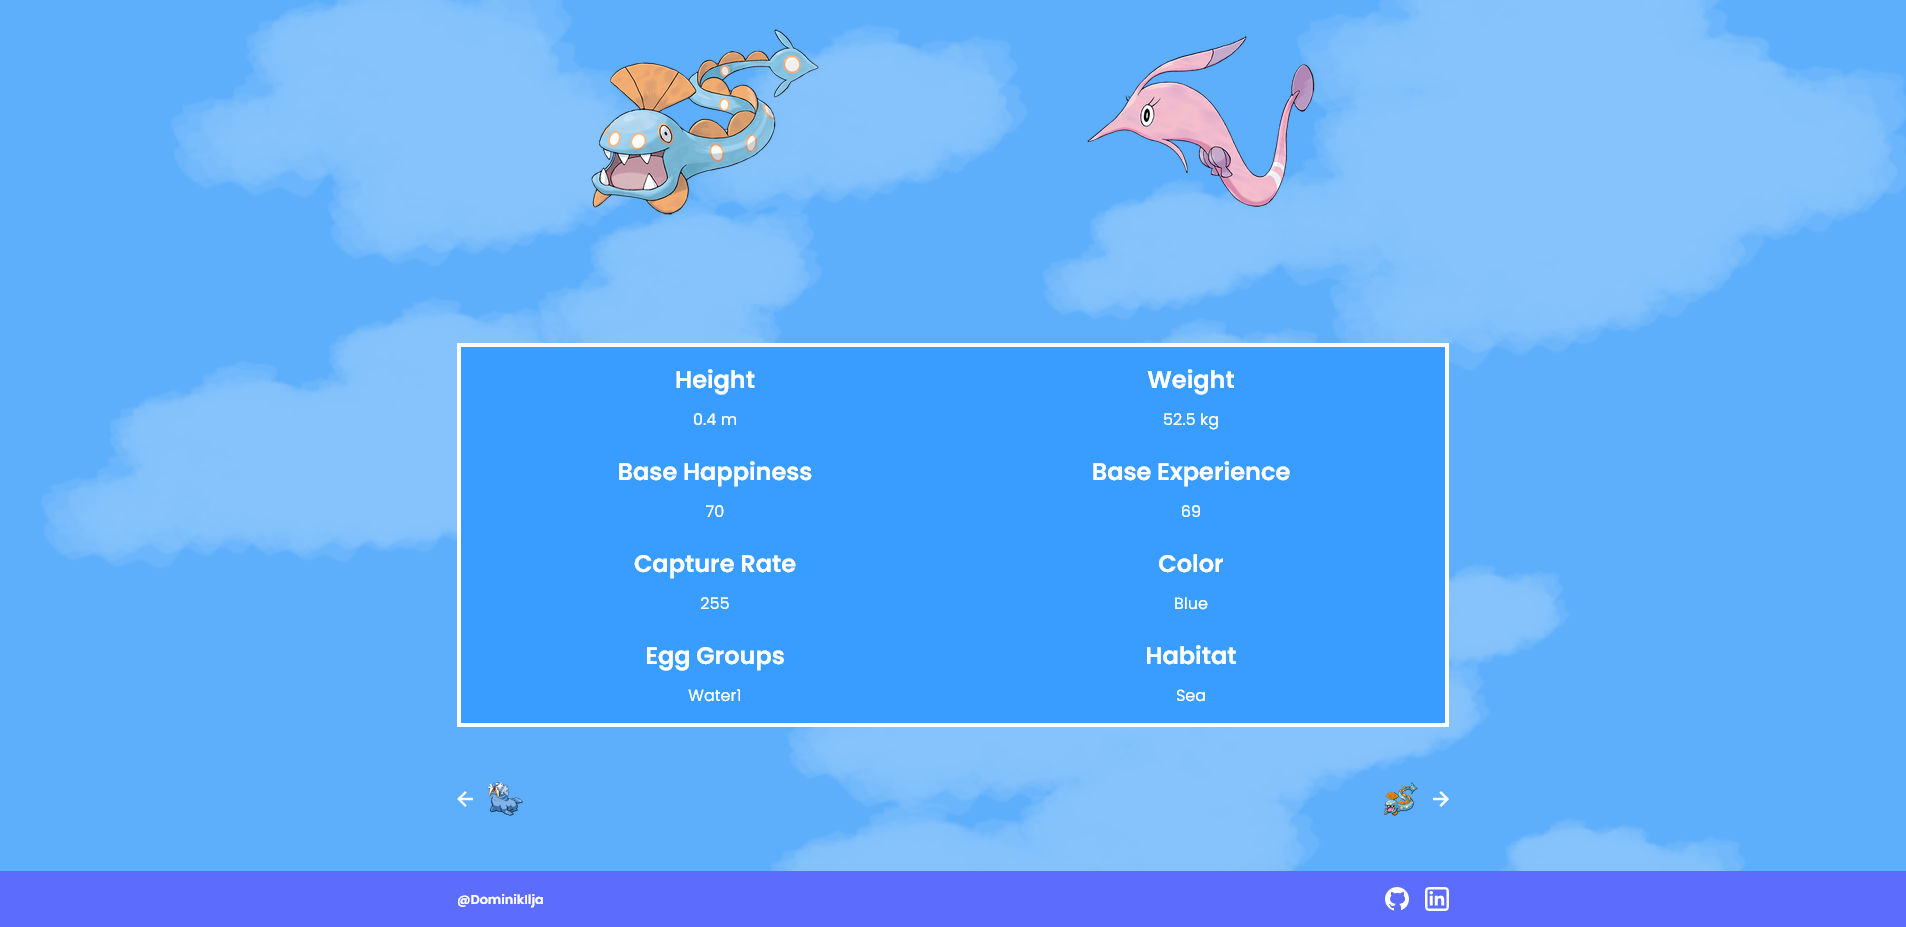 Height
Weight
0.4 m
52.5 kg
Base Happiness
Base Experience
70
69
Capture Rate
Color
255
Blue
Egg Groups
Habitat
Water1
Sea
@DominikIlja
in